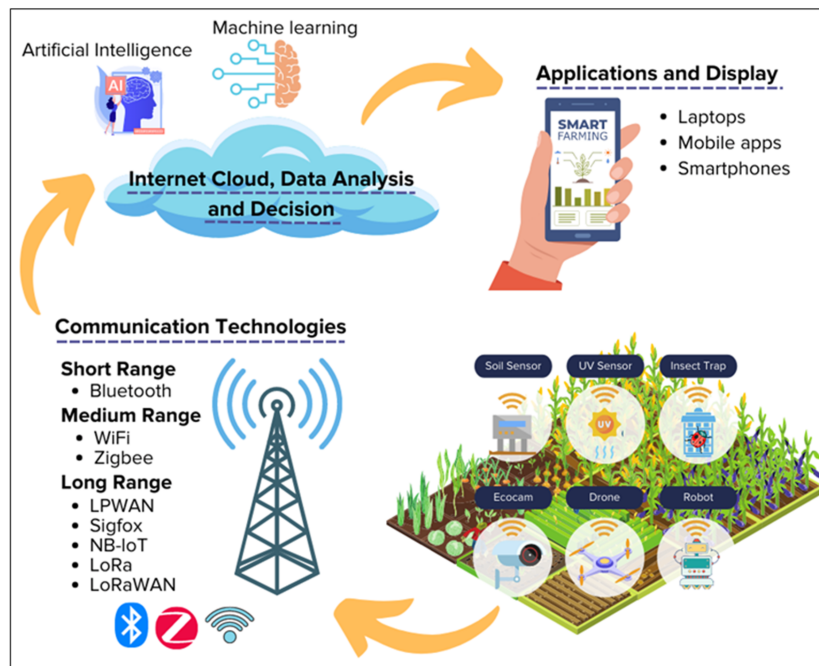 Artificial Intelligence
Machine learning
AI
Internet Cloud, Data Analysis
and Decision
Applications and Display
• Laptops
• Mobile apps
• Smartphones
SMART
FARMING
Communication Technologies
Short Range
• Bluetooth
Medium Range
• WiFi
• Zigbee
Long Range
• LPWAN
• Sigfox
• NB-IoT
• LoRa
• LoRaWAN
Soil Sensor
UV Sensor
Insect Trap
UV
Ecocam
Drone
Robot